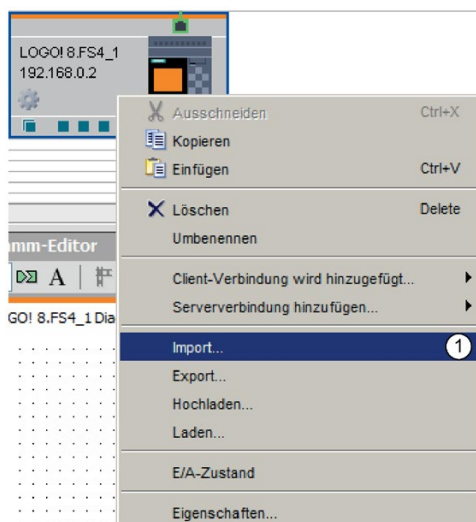 LOGO! 8.FS4_1
192.168.0.2
Ausschneiden Ctrl+X
Kopieren
Einfügen Ctrl+V
Löschen Delete
Umbenennen
Client-Verbindung wird hinzugefügt...
Serververbindung hinzufügen...
Import... 1
Export...
Hochladen...
Laden...
E/A-Zustand
Eigenschaften...
mm-Editor
A
GO! 8.FS4_1 Dia